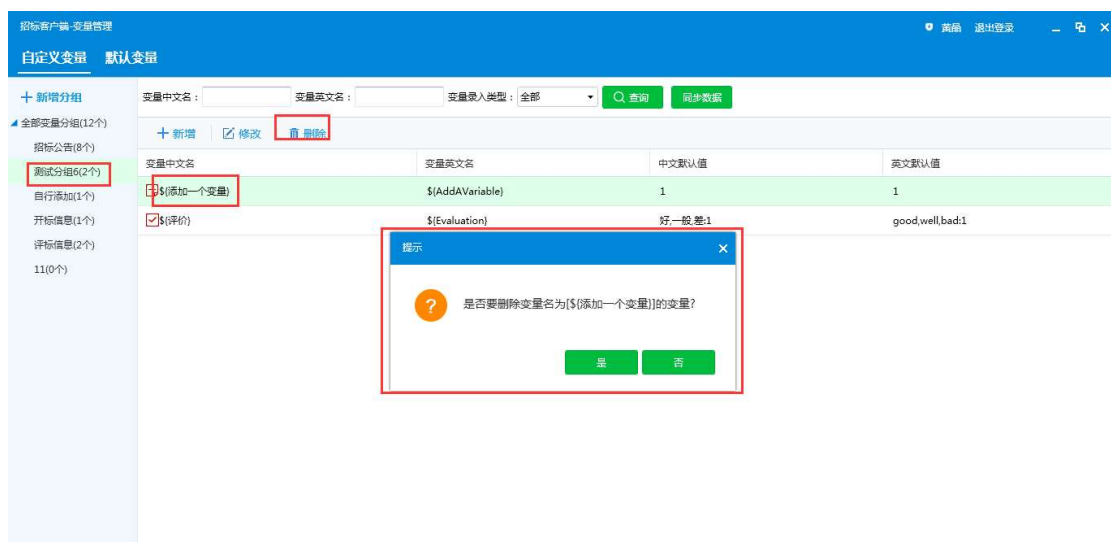 招标客户端-变量管理
黄晶 退出登录
自定义变量 默认变量
新增分组
变量中文名： 变量英文名： 变量录入类型：全部 查询 同步数据
全部变量分组(12个)
新增 修改 删除
招标公告(8个)
变量中文名 变量英文名 中文默认值 英文默认值
测试分组6(2个)
${添加一个变量} ${AddAVariable} 1 1
自行添加(1个)
${评价} ${Evaluation} 好,一般,差:1 good,well,bad:1
开标信息(1个)
评标信息(2个)
11(0个)
提示
?
是否要删除变量名为[${添加一个变量}]的变量?
是 否